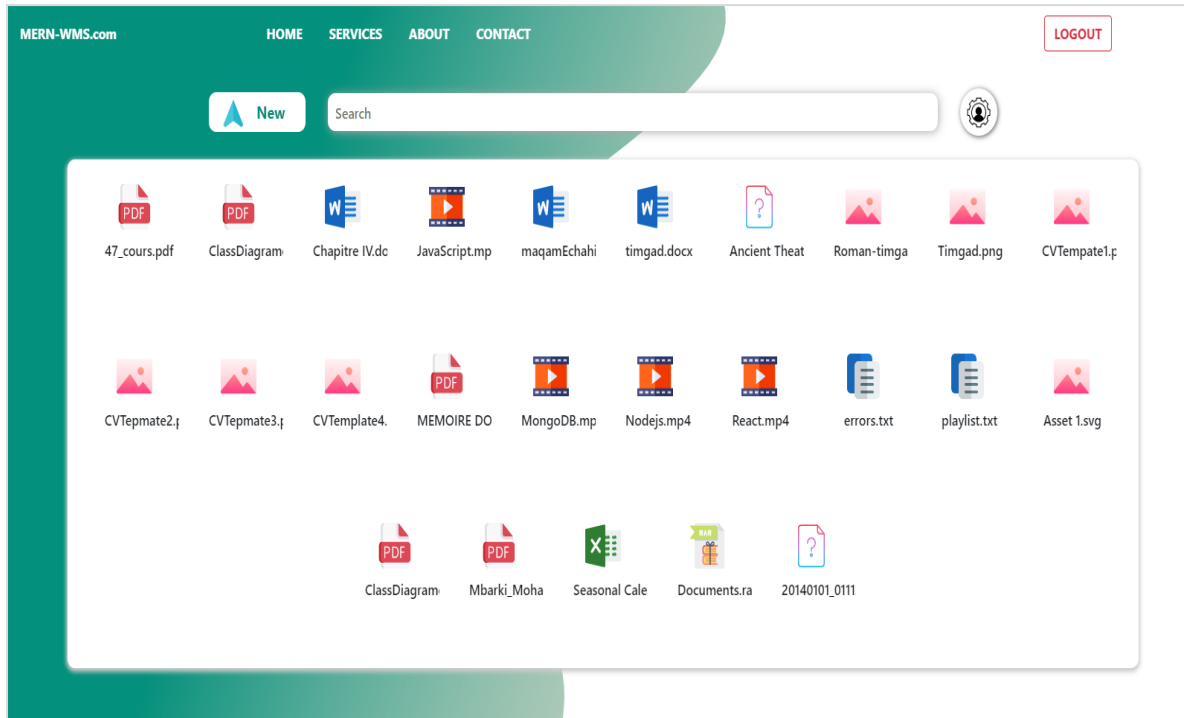 MERN-WMS.com HOME SERVICES ABOUT CONTACT LOGOUT
New Search
PDF PDF W W W ?
47_cours.pdf ClassDiagram Chapitre IV.do JavaScript.mp maqamEchahi timgad.docx Ancient Theat Roman-timga Timgad.png CVTempate1.p
PDF
CVTepmate2.p CVTepmate3.p CVTemplate4. MEMOIRE DO MongoDB.mp Nodejs.mp4 React.mp4 errors.txt playlist.txt Asset 1.svg
PDF PDF X RAR ?
ClassDiagram Mbarki_Moha Seasonal Cale Documents.ra 20140101_0111